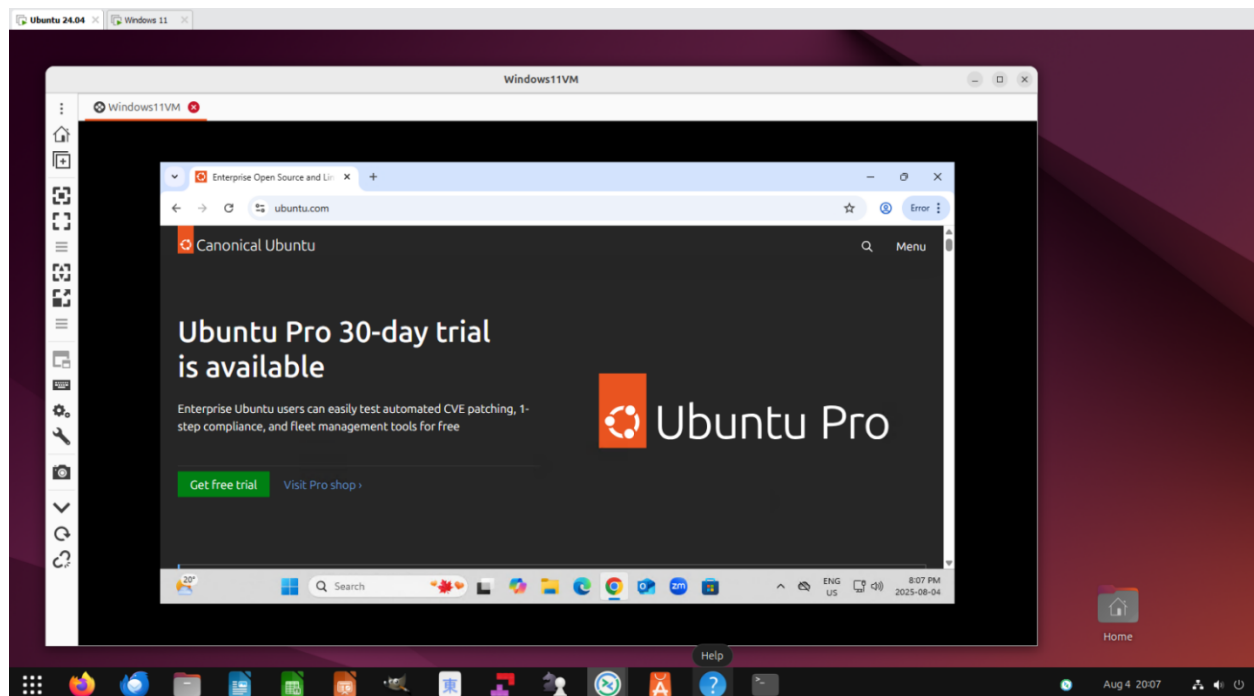 Ubuntu 24.04
Windows 11
Windows11VM
Windows11VM
Enterprise Open Source and Lin
ubuntu.com
Error
Canonical Ubuntu
Menu
Ubuntu Pro 30-day trial
is available
Enterprise Ubuntu users can easily test automated CVE patching, 1-
step compliance, and fleet management tools for free
Get free trial
Visit Pro shop ›
Ubuntu Pro
20°
Search
zm
ENG
US
8:07 PM
2025-08-04
Home
Help
東
Aug 4 20:07